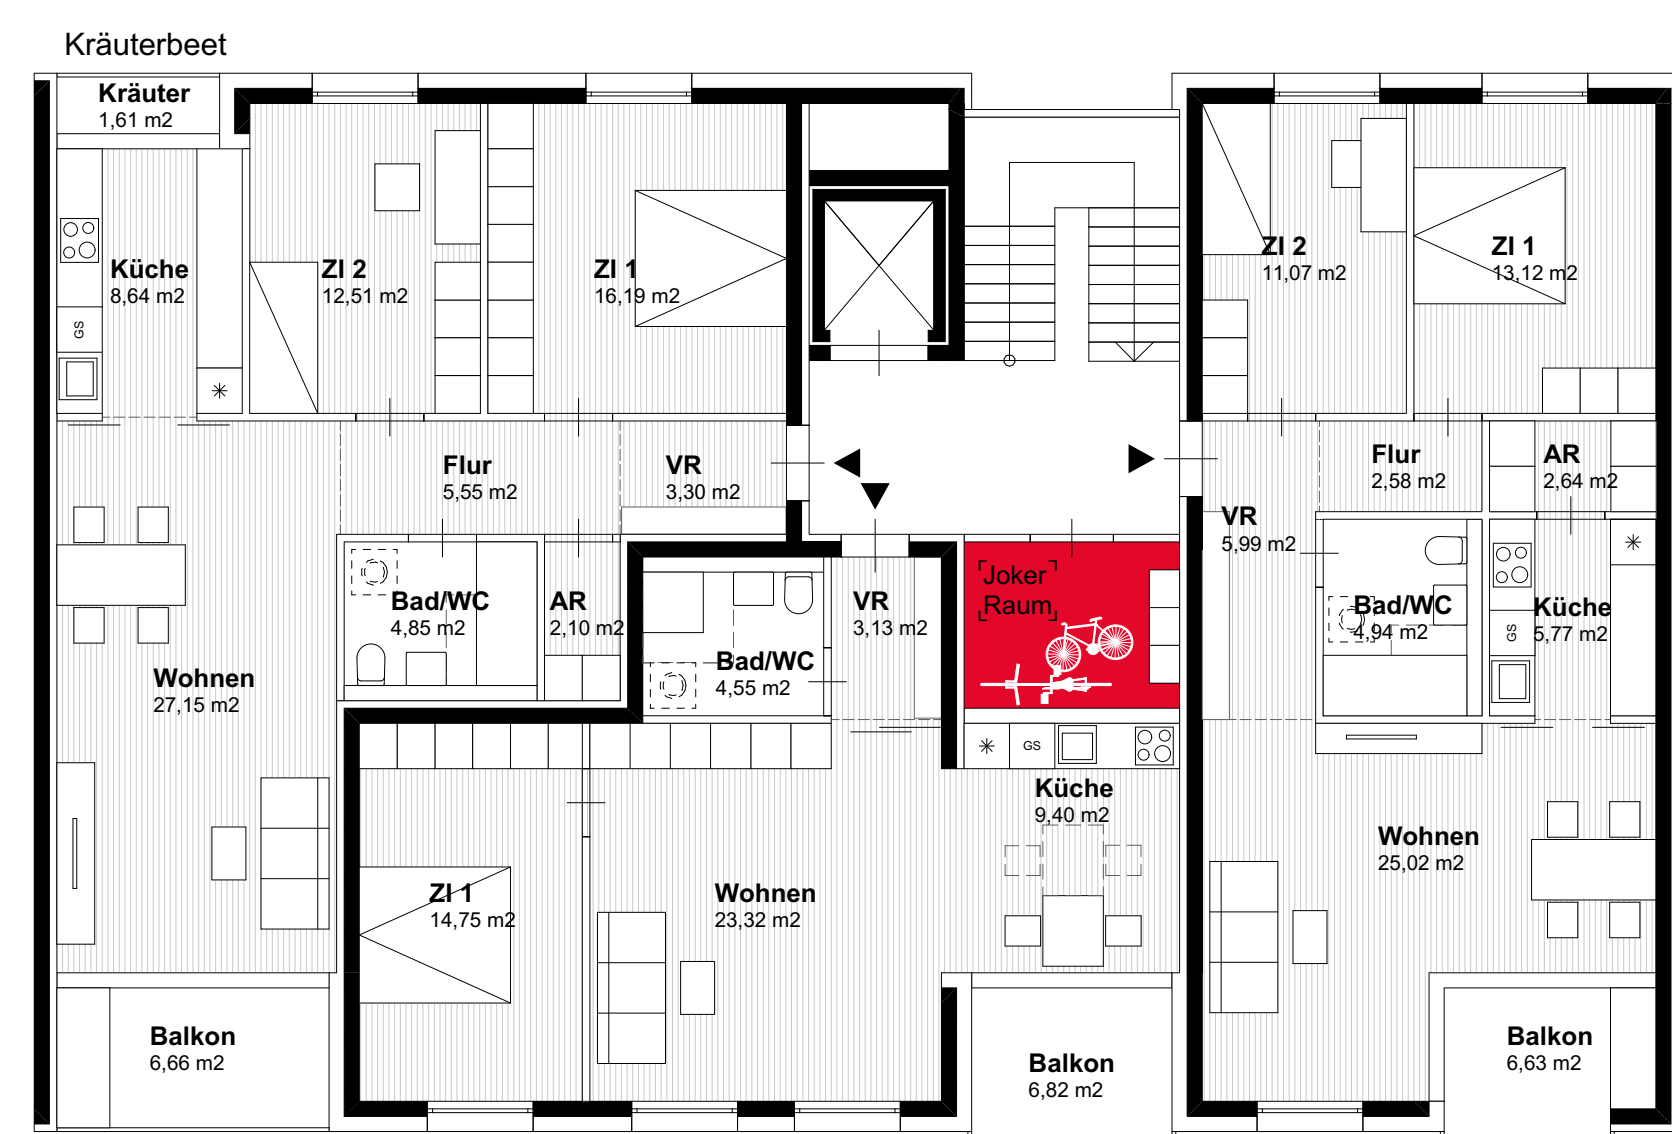 Kräuterbeet
Kräuter
1,61 m2
Küche
8,64 m2
ZI 2
12,51 m2
ZI 1
16,19 m2
ZI 2
11,07 m2
ZI 1
13,12 m2
GS
Flur
5,55 m2
VR
3,30 m2
Flur
2,58 m2
AR
2,64 m2
VR
5,99 m2
Joker
Raum
Bad/WC
4,85 m2
AR
2,10 m2
VR
3,13 m2
Bad/WC
4,94 m2
Küche
5,77 m2
GS
Wohnen
27,15 m2
Bad/WC
4,55 m2
GS
Küche
9,40 m2
Wohnen
25,02 m2
ZI 1
14,75 m2
Wohnen
23,32 m2
Balkon
6,66 m2
Balkon
6,82 m2
Balkon
6,63 m2